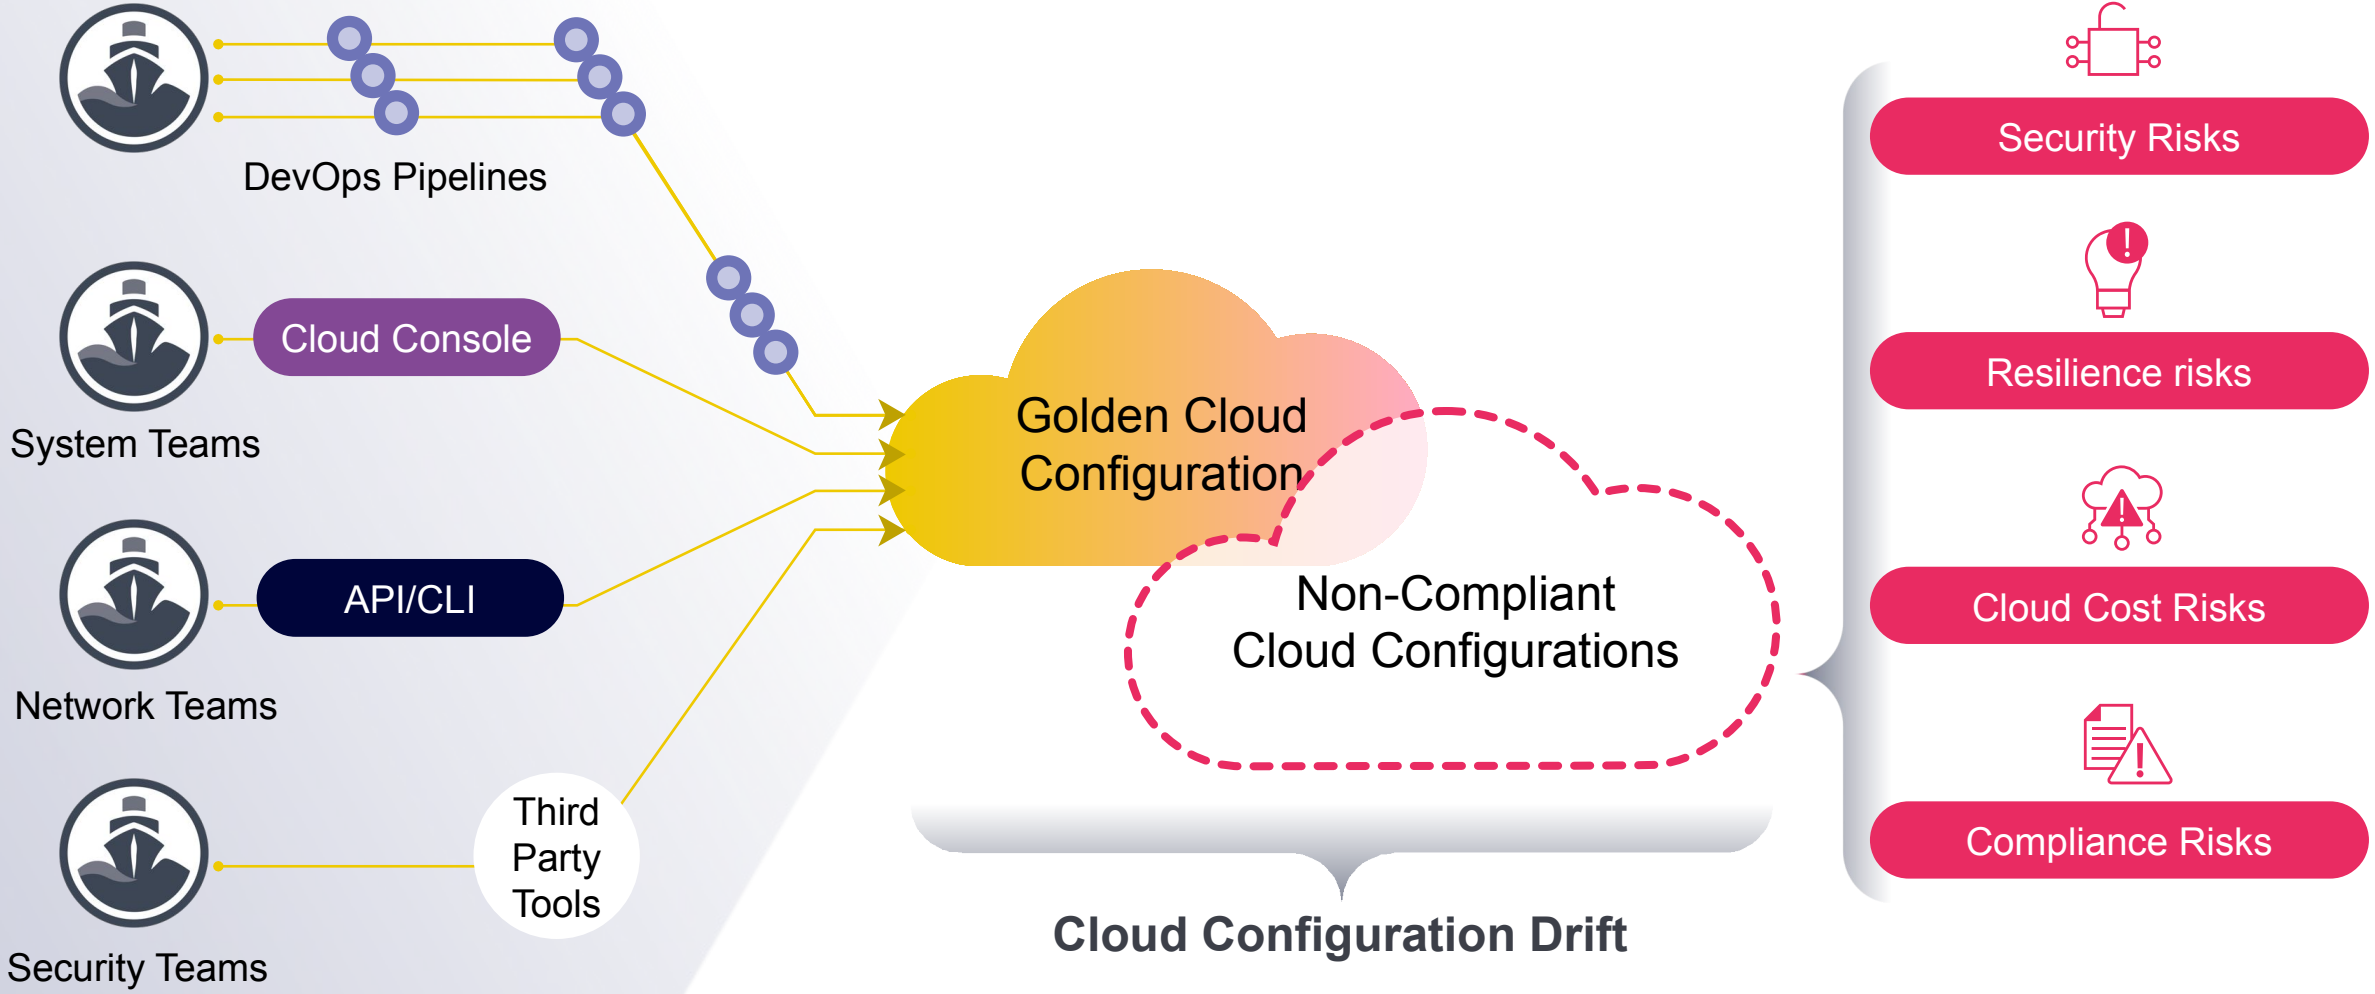 DevOps Pipelines
Cloud Console
System Teams
API/CLI
Network Teams
Third
Party
Tools
Security Teams
Golden Cloud
Configuration
Non-Compliant
Cloud Configurations
Cloud Configuration Drift
Security Risks
Resilience risks
Cloud Cost Risks
Compliance Risks